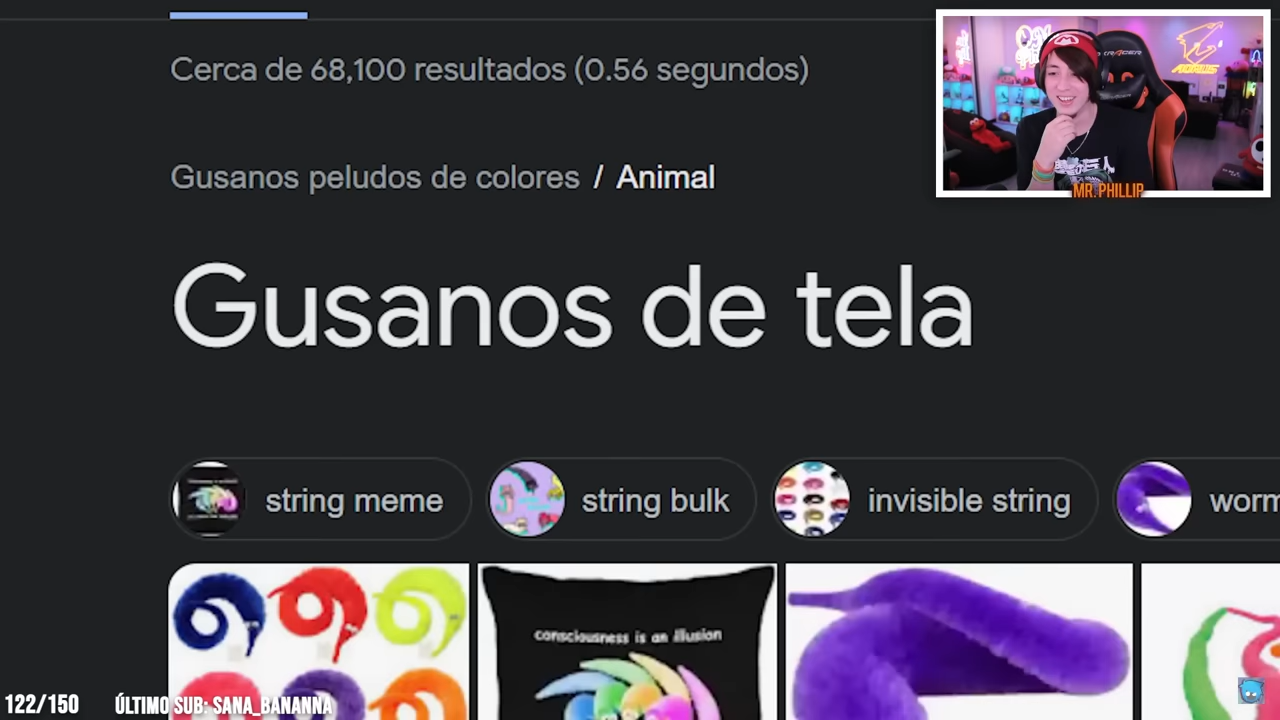 Cerca de 68,100 resultados (0.56 segundos)
Gusanos peludos de colores / Animal
Gusanos de tela
string meme
string bulk
invisible string
worm
consciousness is an illusion
AORUS
MR.PHILLIP
122/150
ÚLTIMO SUB: SANA_BANANNA